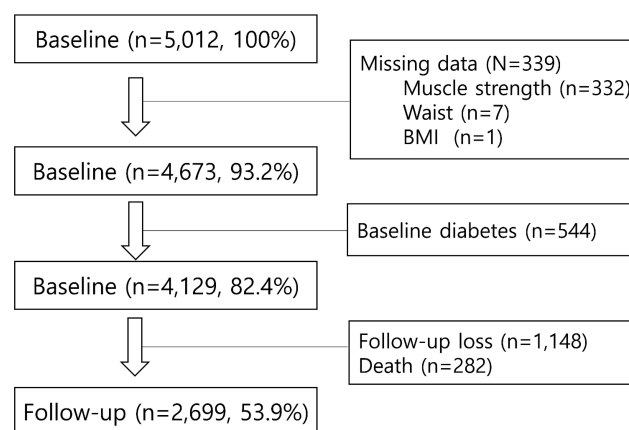 Baseline (n=5,012, 100%)
Missing data (N=339)
Muscle strength (n=332)
Waist (n=7)
BMI (n=1)
Baseline (n=4,673, 93.2%)
Baseline diabetes (n=544)
Baseline (n=4,129, 82.4%)
Follow-up loss (n=1,148)
Death (n=282)
Follow-up (n=2,699, 53.9%)